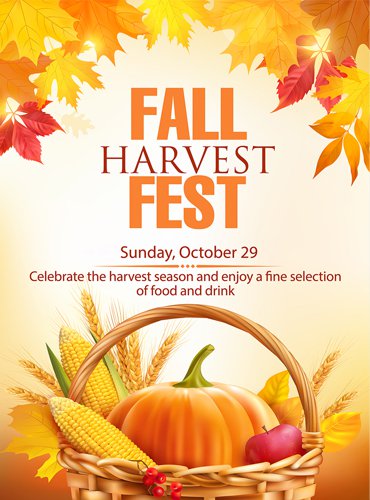 FALL
HARVEST
FEST
Sunday, October 29
Celebrate the harvest season and enjoy a fine selection
of food and drink